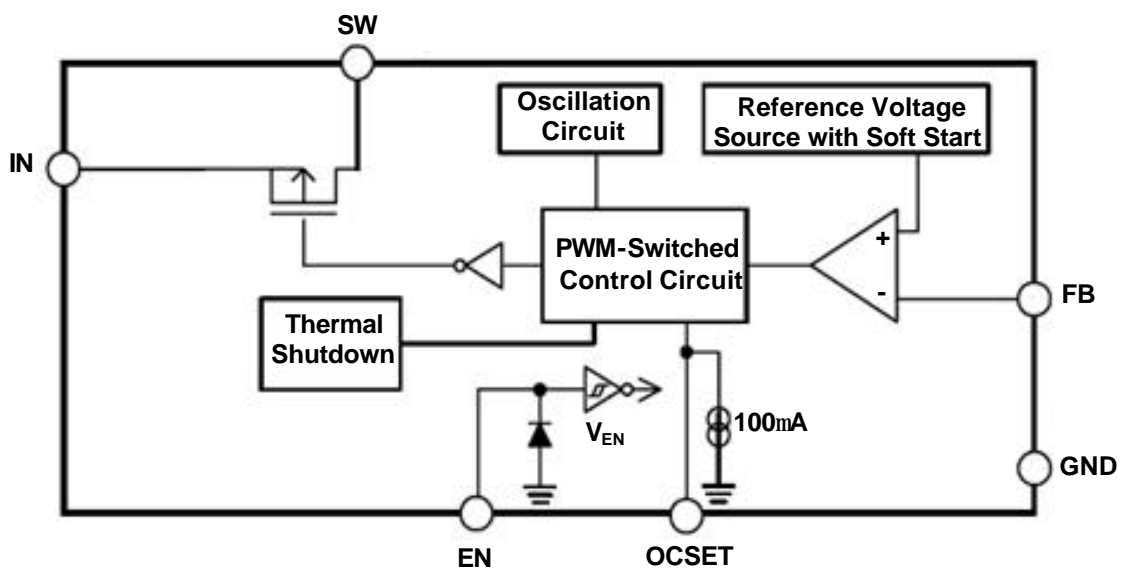 SW
Oscillation
Circuit
Reference Voltage
Source with Soft Start
IN
+
PWM-Switched
Control Circuit
-
FB
Thermal
Shutdown
VEN
100mA
GND
EN
OCSET